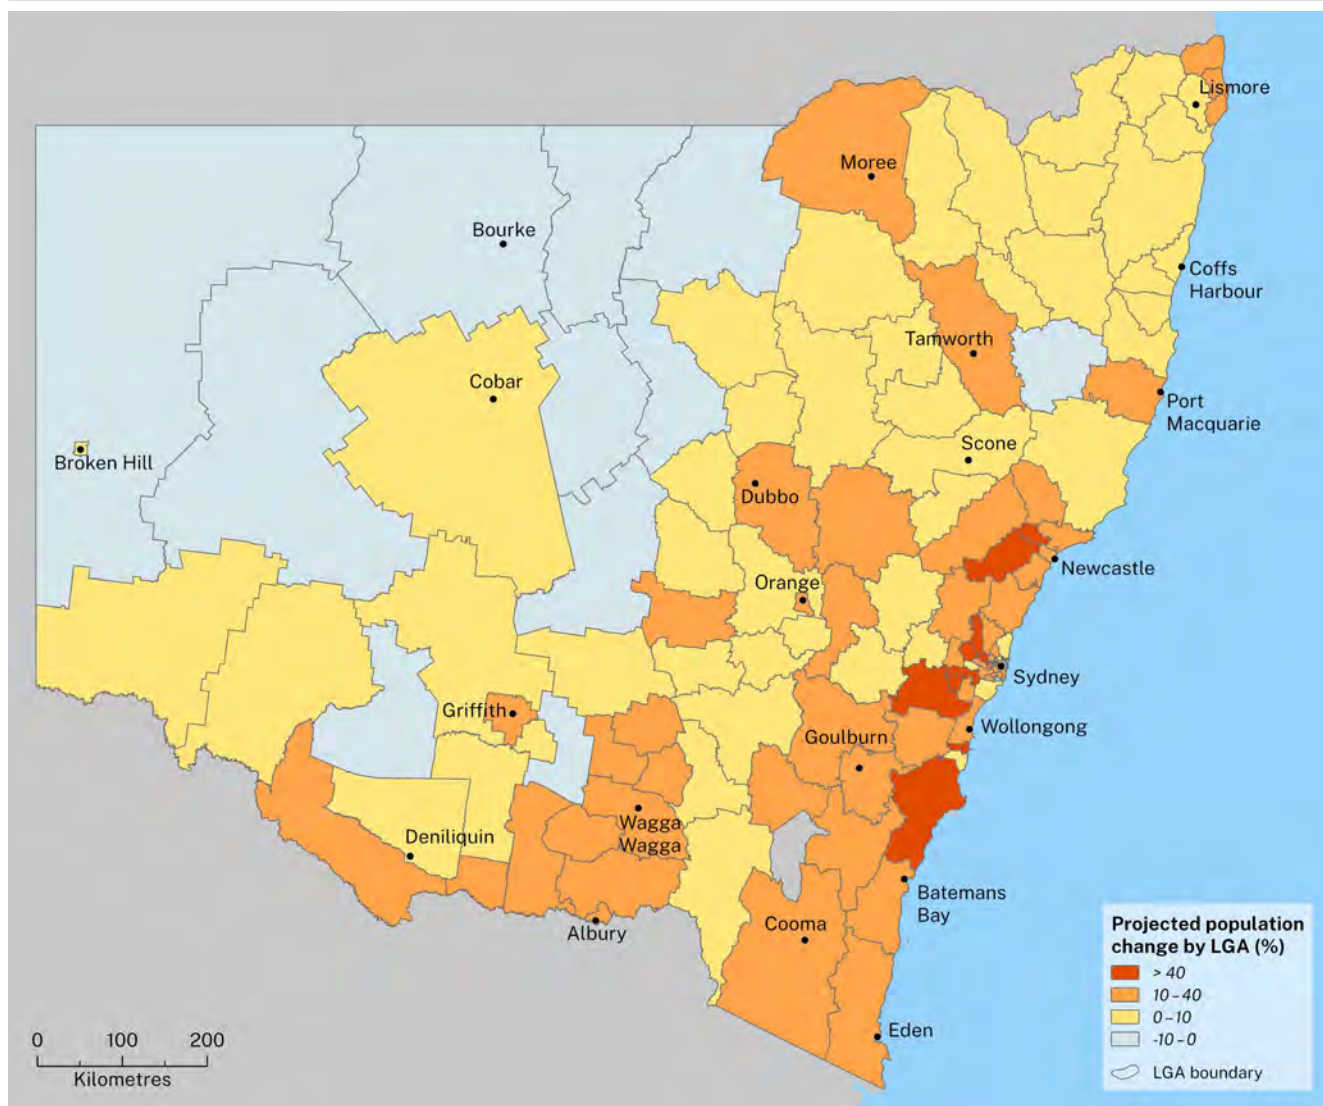 Lismore
Moree
Bourke
Coffs
Harbour
Tamworth
Cobar
Port
Macquarie
Scone
Broken Hill
Dubbo
Newcastle
Orange
Sydney
Griffith
Wollongong
Goulburn
Wagga
Wagga
Deniliquin
Batemans
Bay
Albury
Cooma
Eden
Projected population
change by LGA (%)
> 40
10 – 40
0 – 10
-10 – 0
LGA boundary
0 100 200
Kilometres